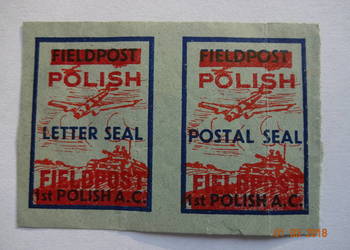 FIELDPOST
POLISH
LETTER SEAL
FIELDPOST
1st POLISH A.C.
FIELDPOST
POLISH
POSTAL SEAL
FIELDPOST
1st POLISH A.C.